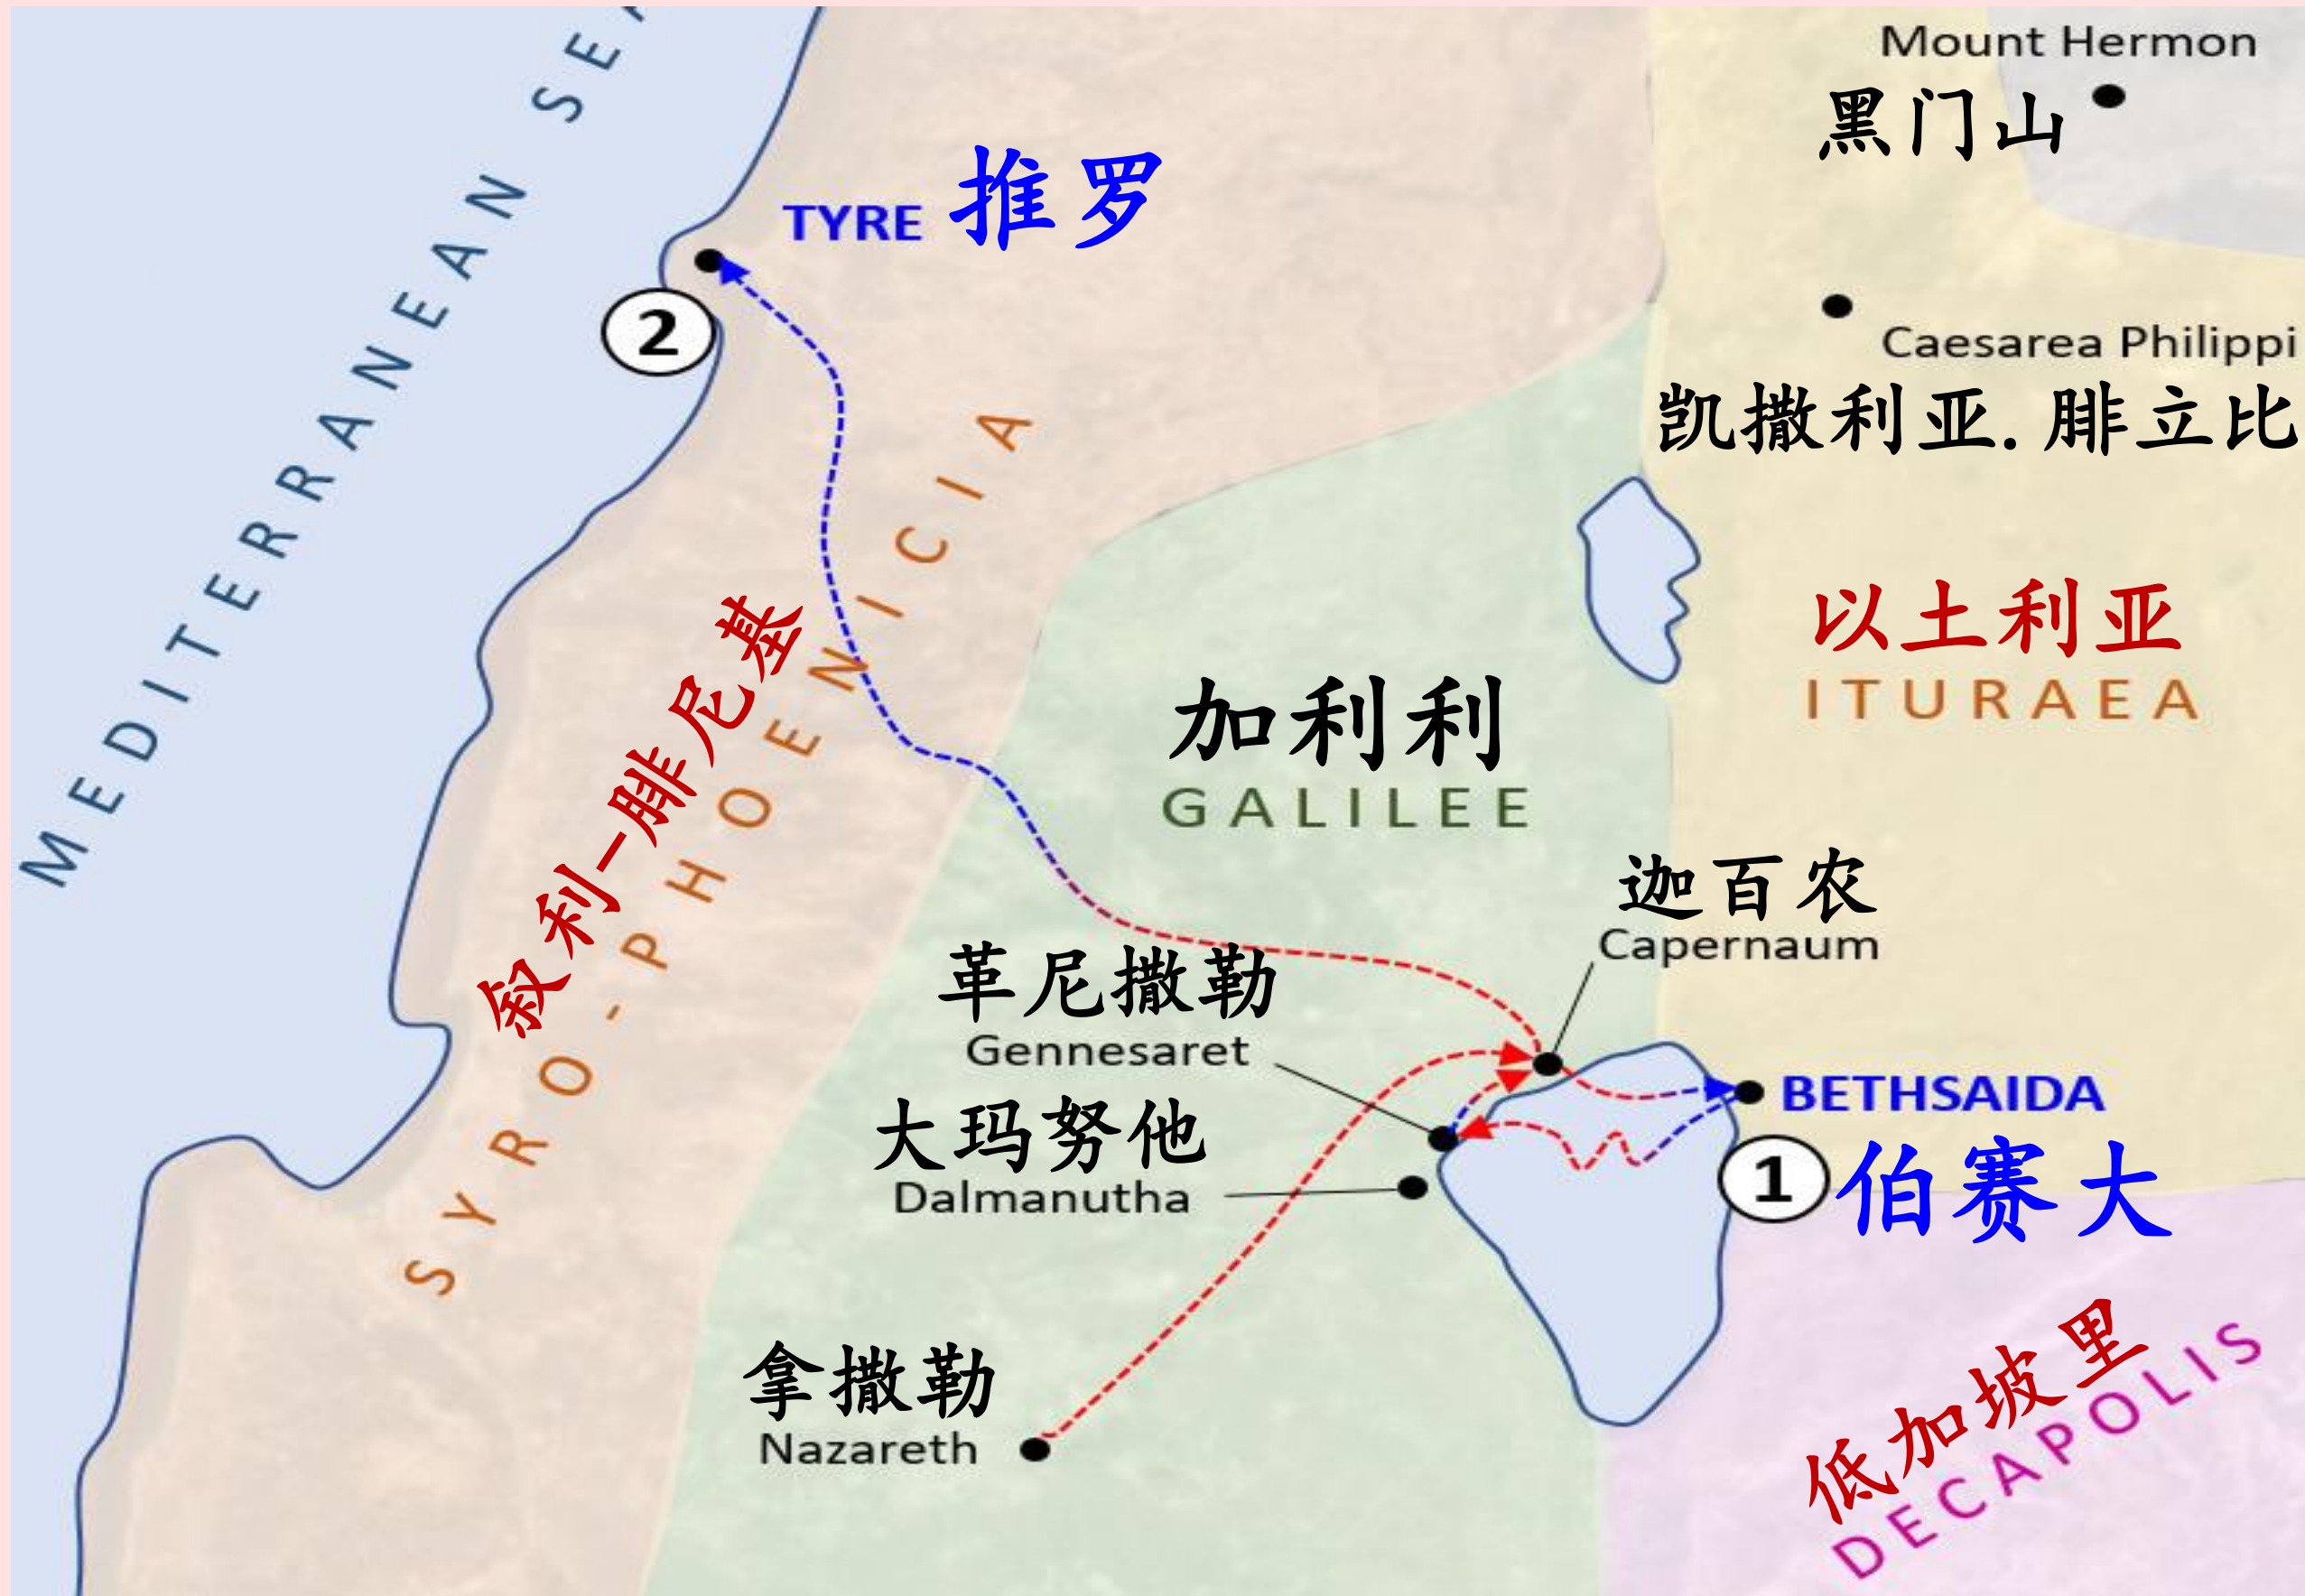 Mount Hermon
黑门山
MEDITERRANEAN SEA
TYRE 推罗
2
Caesarea Philippi
凯撒利亚.腓立比
以土利亚
ITURAEA
叙利-腓尼基
SYRO-PHOENICIA
加利利
GALILEE
迦百农
Capernaum
革尼撒勒
Gennesaret
BETHSAIDA
1 伯赛大
大玛努他
Dalmanutha
拿撒勒
Nazareth
低加坡里
DECAPOLIS